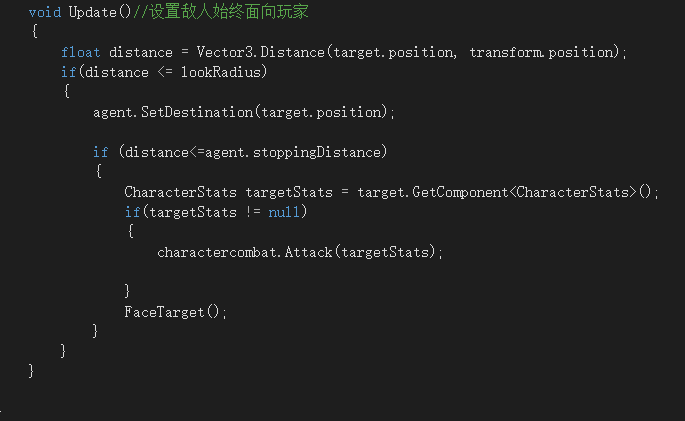 void Update()//设置敌人始终面向玩家
{
float distance = Vector3.Distance(target.position, transform.position);
if(distance <= lookRadius)
{
agent.SetDestination(target.position);
if (distance<=agent.stoppingDistance)
{
CharacterStats targetStats = target.GetComponent<CharacterStats>();
if(targetStats != null)
{
charactercombat.Attack(targetStats);
}
FaceTarget();
}
}
}